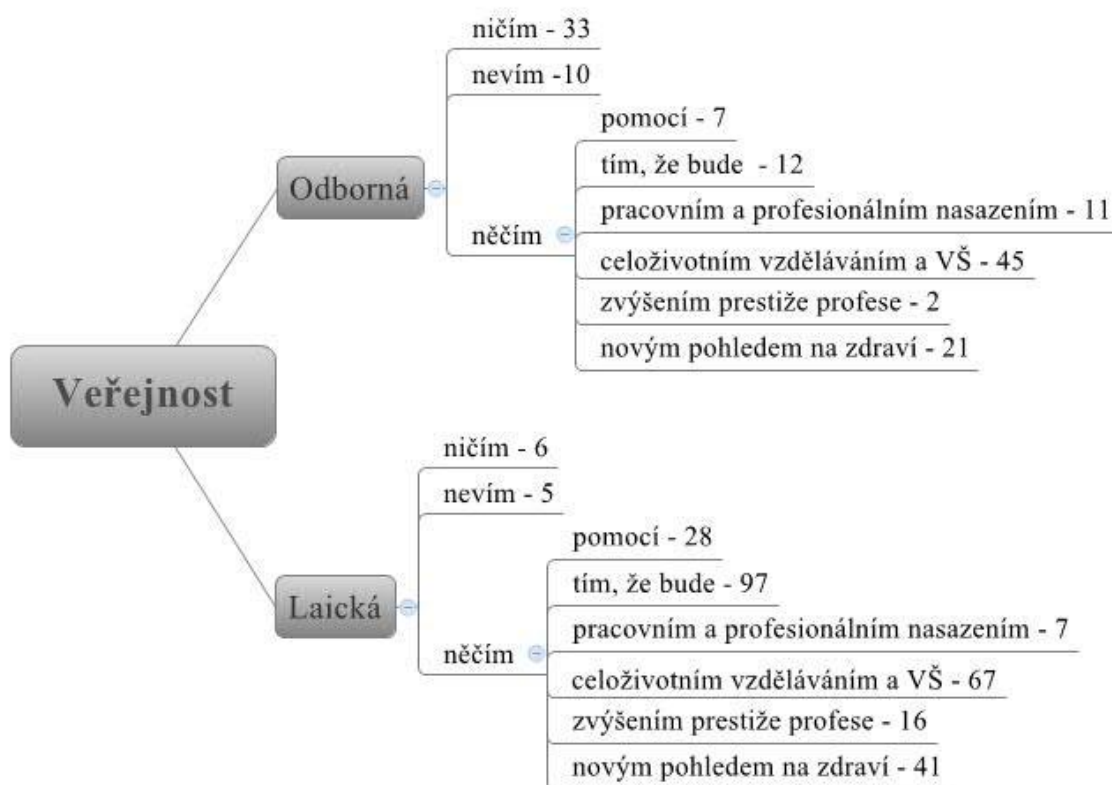 Veřejnost
Odborná
ničím - 33
nevím -10
něčím
pomocí - 7
tím, že bude - 12
pracovním a profesionálním nasazením - 11
celoživotním vzděláváním a VŠ - 45
zvýšením prestiže profese - 2
novým pohledem na zdraví - 21
Laická
ničím - 6
nevím - 5
něčím
pomocí - 28
tím, že bude - 97
pracovním a profesionálním nasazením - 7
celoživotním vzděláváním a VŠ - 67
zvýšením prestiže profese - 16
novým pohledem na zdraví - 41